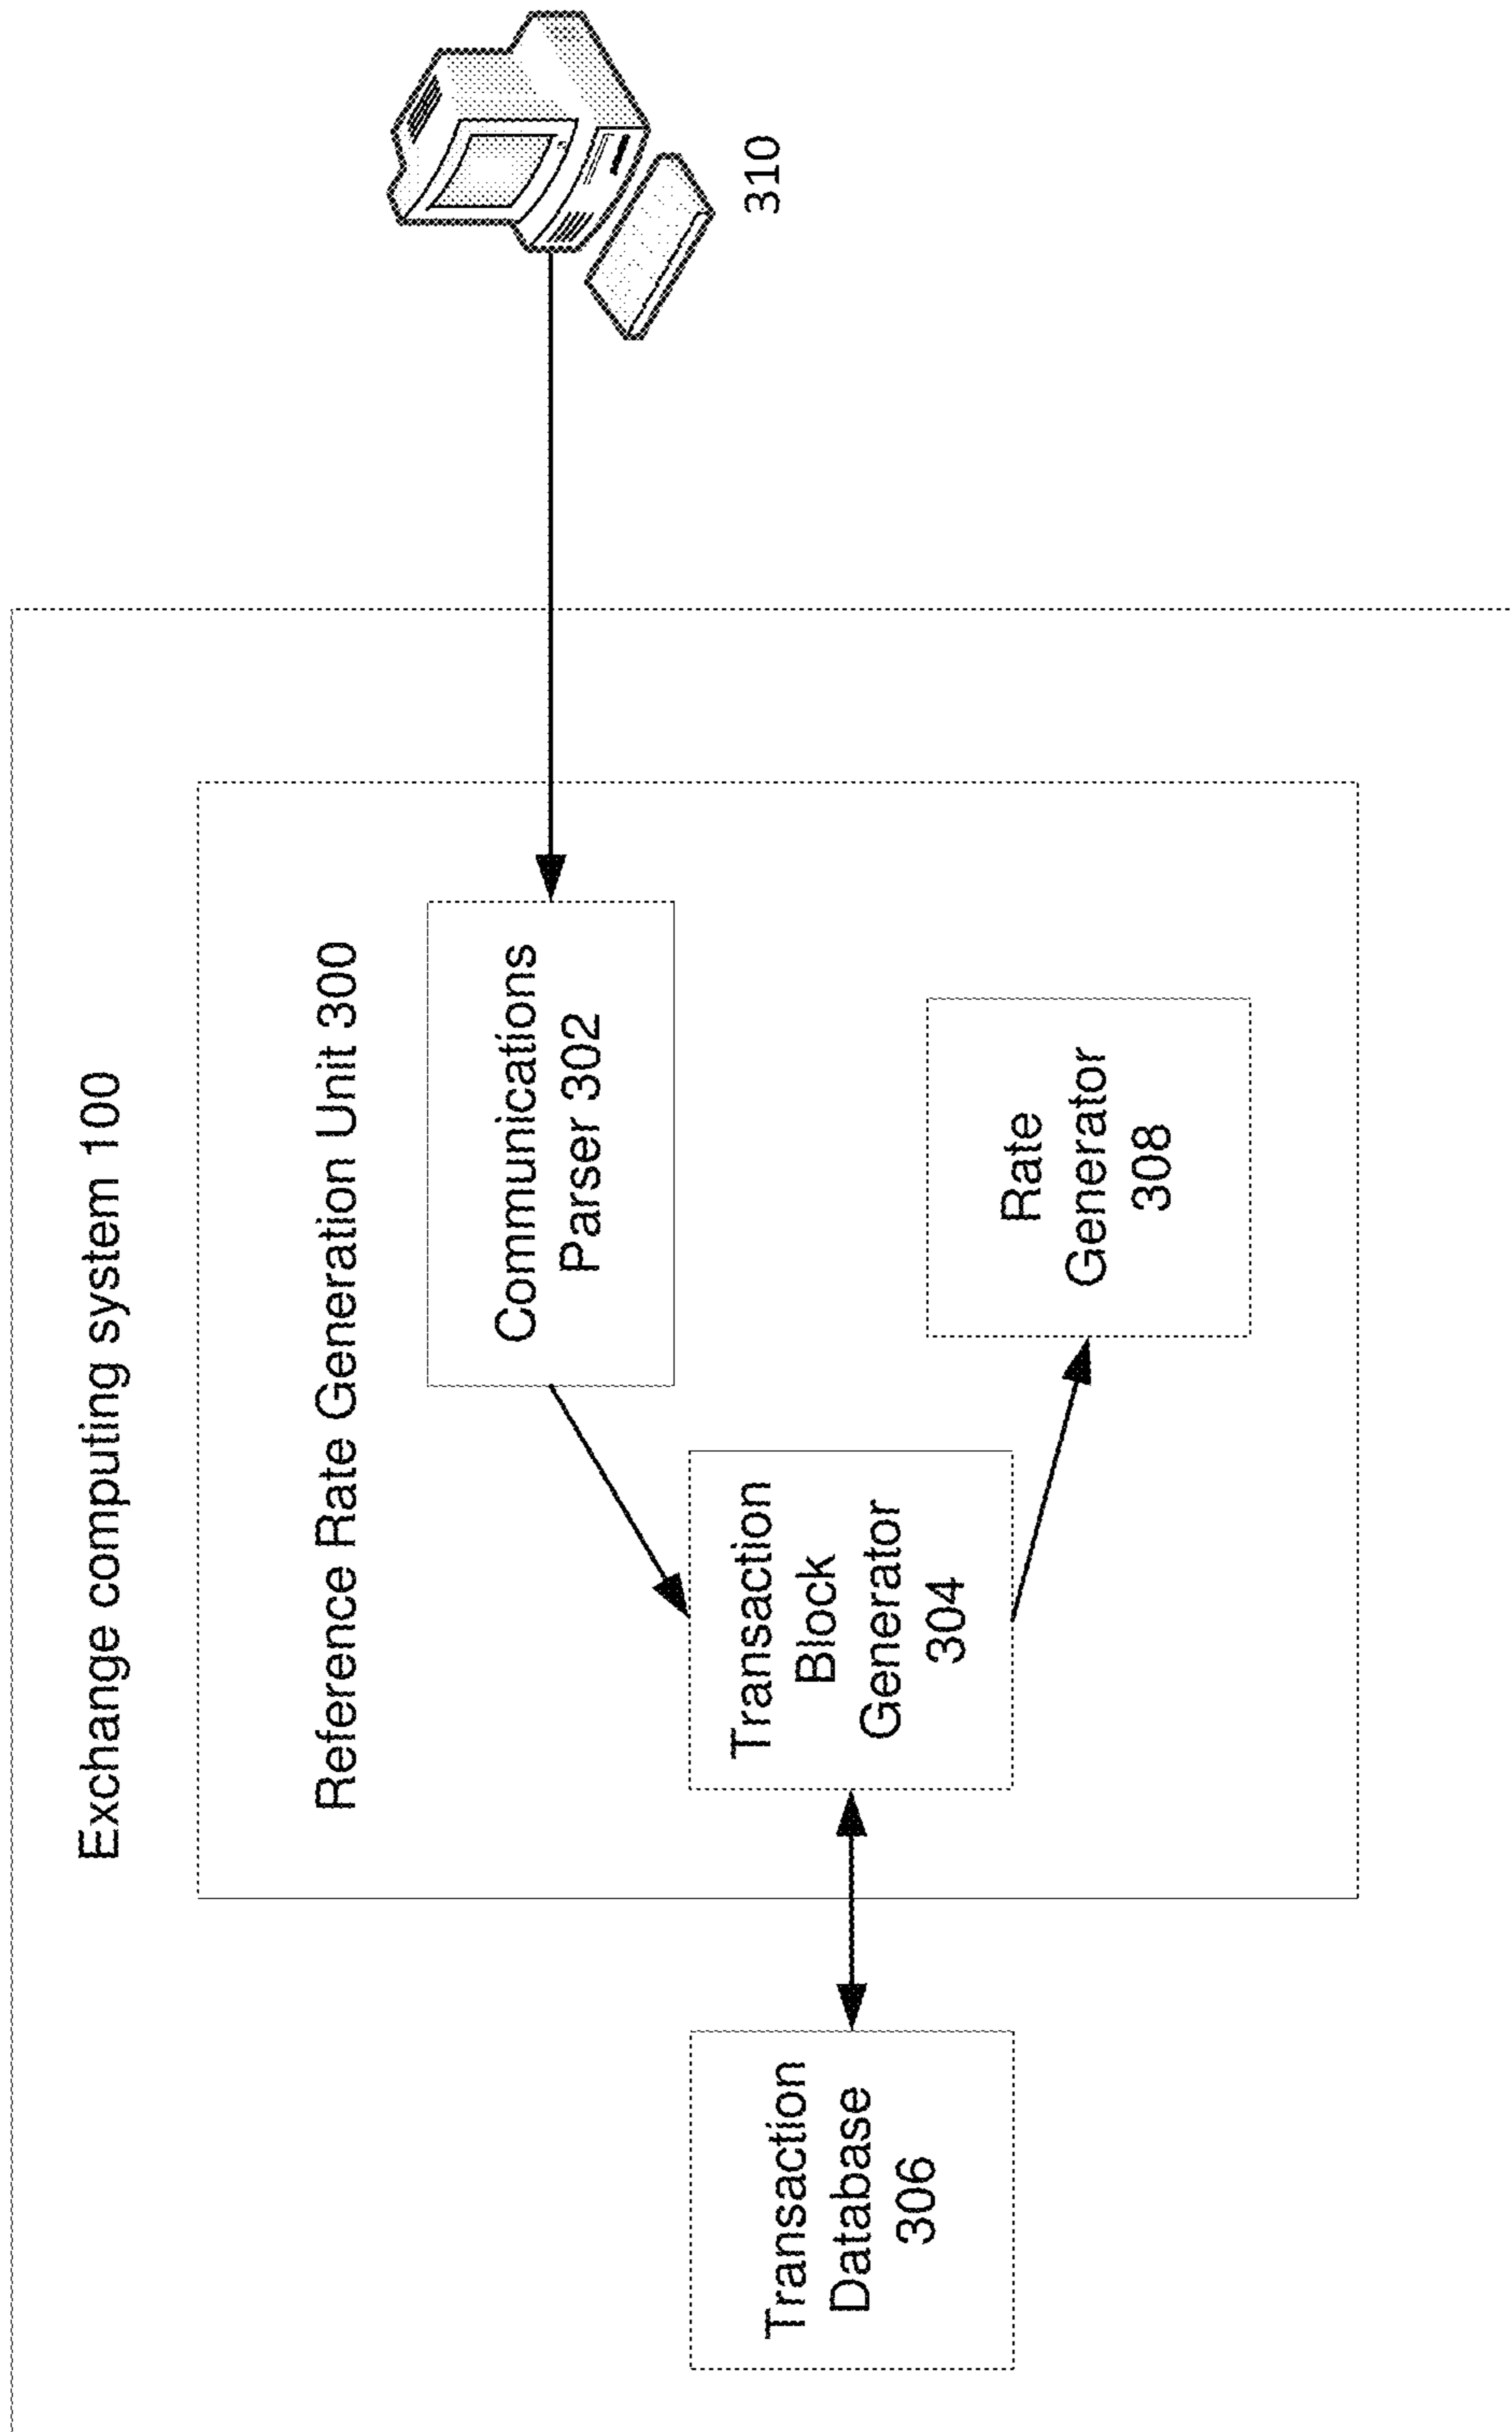 Exchange computing system 100
Reference Rate Generation Unit 300
Communications
Parser 302
310
Transaction
Block
Generator
304
Rate
Generator
308
Transaction
Database
306